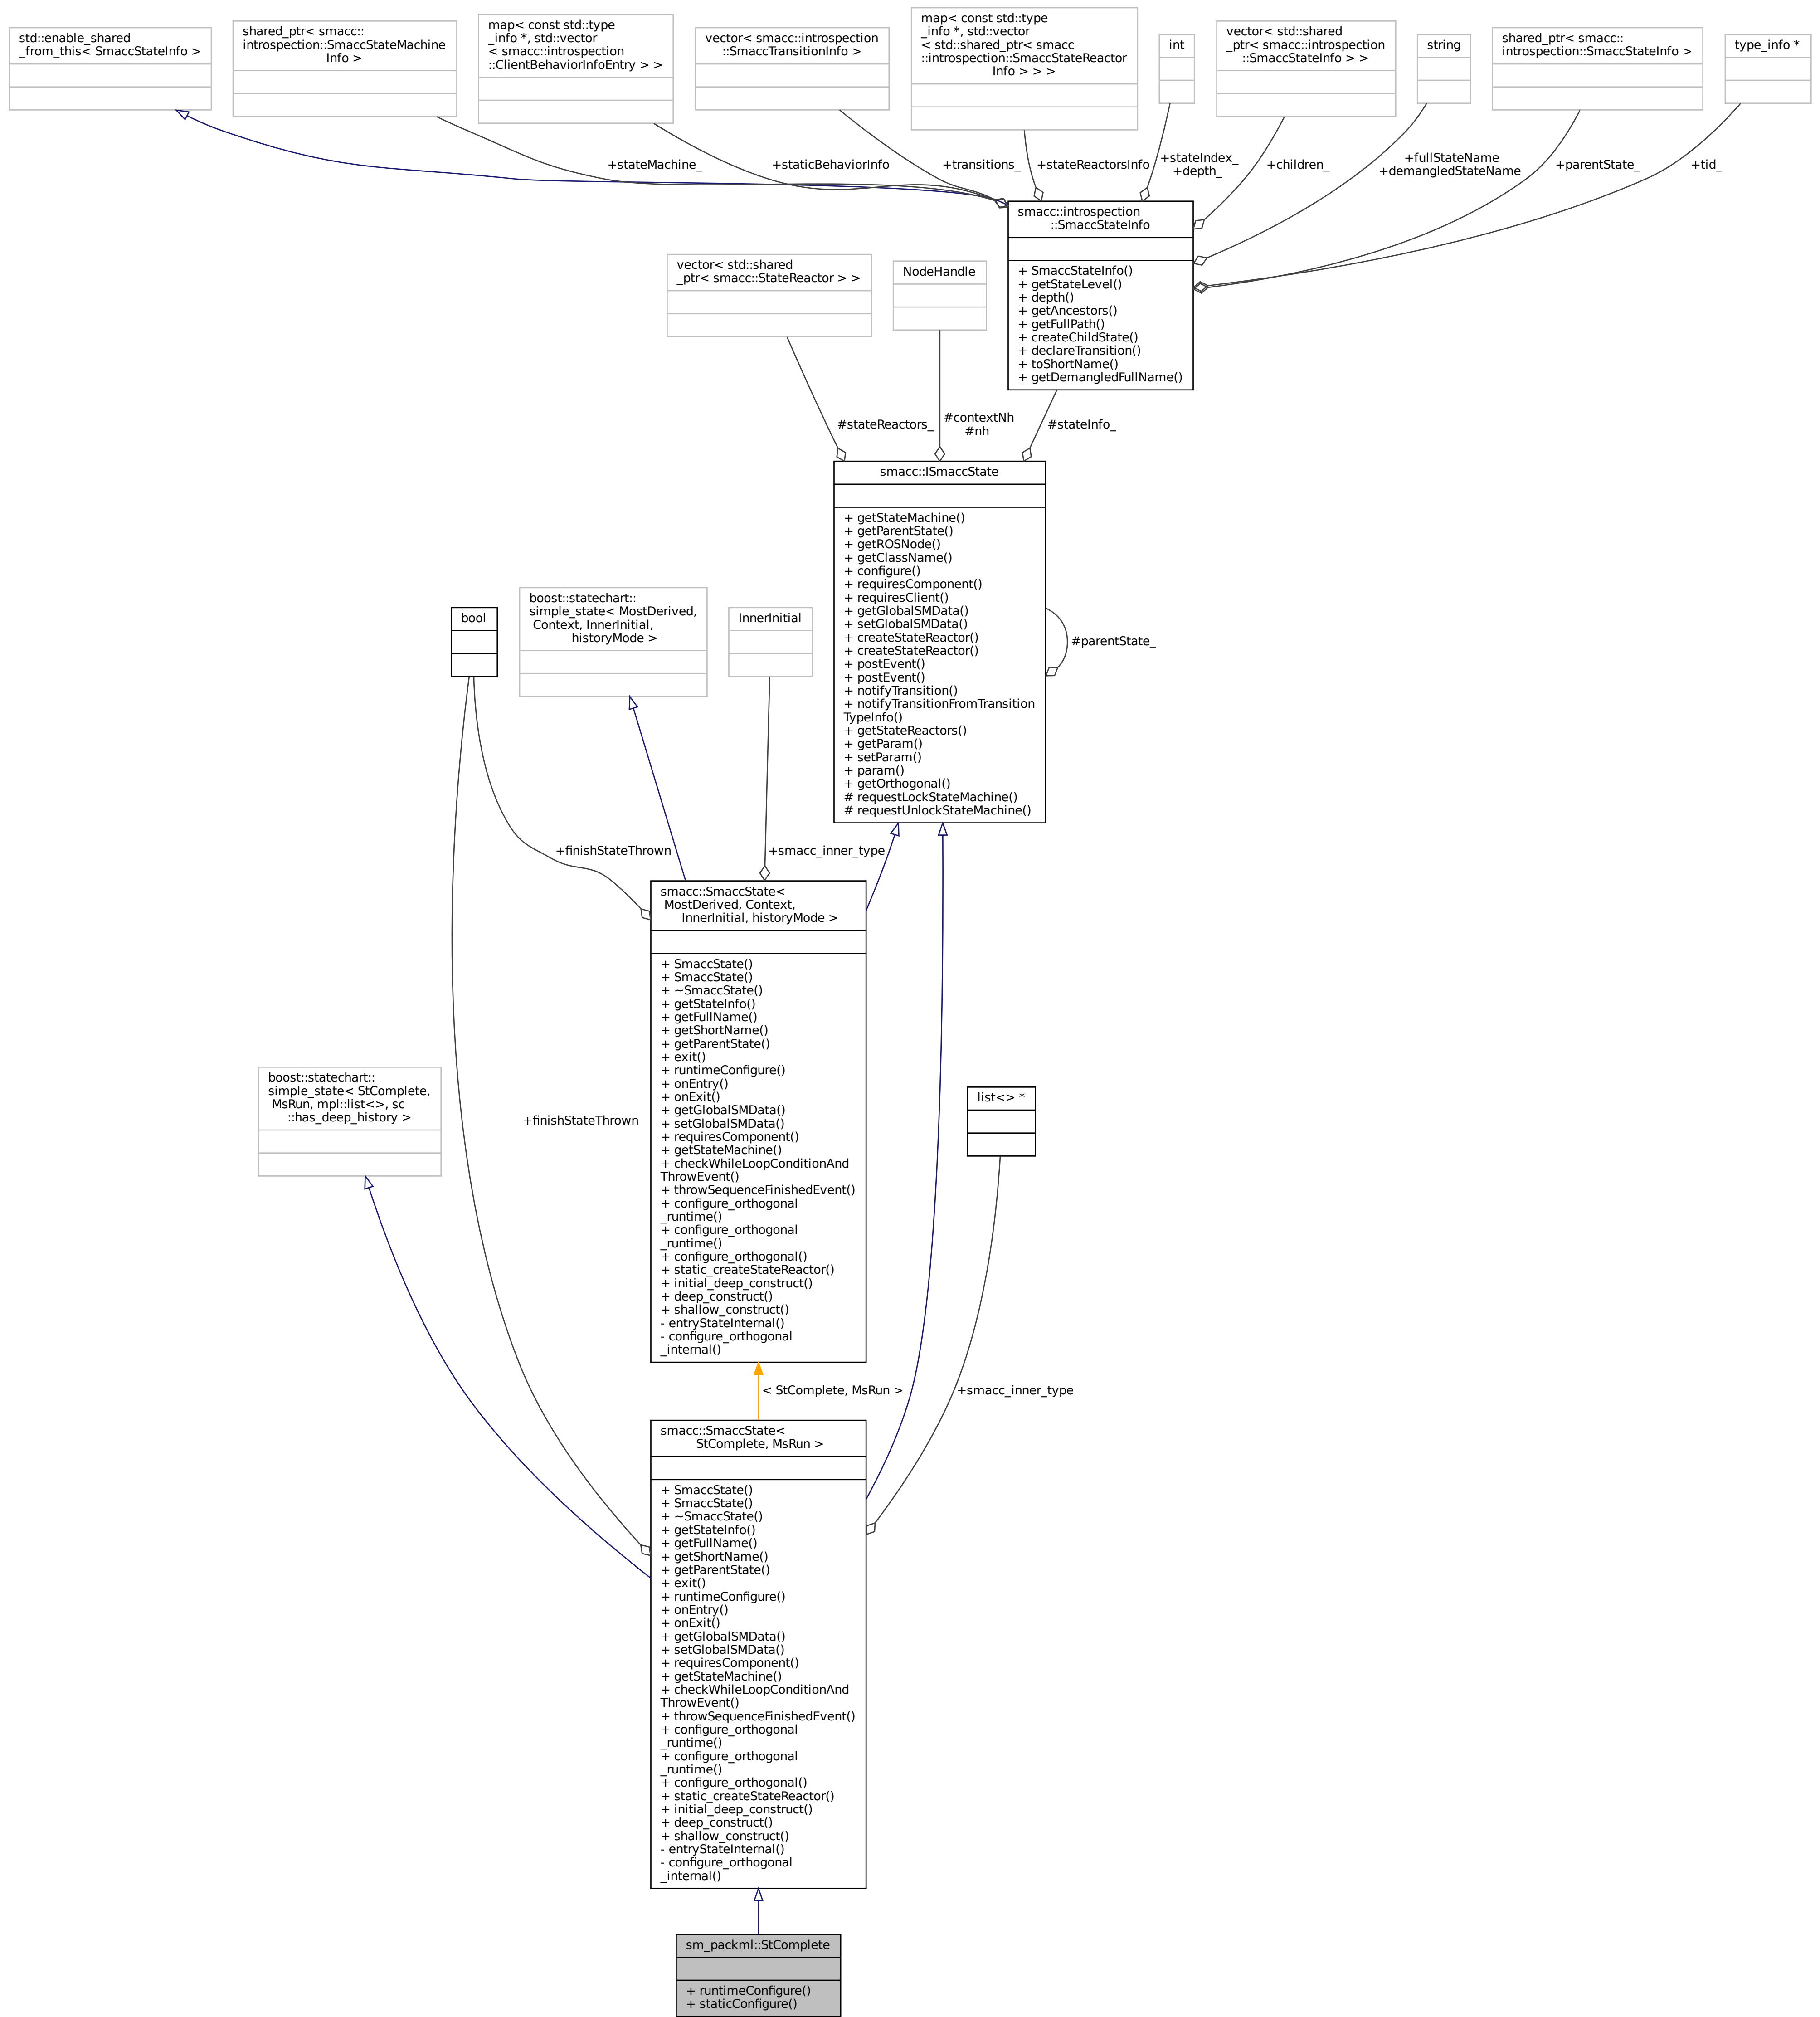 std::enable_shared
_from_this< SmaccStateInfo >
shared_ptr< smacc::
introspection::SmaccStateMachine
Info >
map< const std::type
_info *, std::vector
< smacc::introspection
::ClientBehaviorInfoEntry > >
vector< smacc::introspection
::SmaccTransitionInfo >
map< const std::type
_info *, std::vector
< std::shared_ptr< smacc
::introspection::SmaccStateReactor
Info > > >
int
vector< std::shared
_ptr< smacc::introspection
::SmaccStateInfo > >
string
shared_ptr< smacc::
introspection::SmaccStateInfo >
type_info *
+stateMachine_
+staticBehaviorInfo
+transitions_
+stateReactorsInfo
+stateIndex_
+depth_
+children_
+fullStateName
+demangledStateName
+parentState_
+tid_
smacc::introspection
::SmaccStateInfo
+ SmaccStateInfo()
+ getStateLevel()
+ depth()
+ getAncestors()
+ getFullPath()
+ createChildState()
+ declareTransition()
+ toShortName()
+ getDemangledFullName()
vector< std::shared
_ptr< smacc::StateReactor > >
NodeHandle
#stateReactors_
#contextNh
#nh
#stateInfo_
smacc::ISmaccState
+ getStateMachine()
+ getParentState()
+ getROSNode()
+ getClassName()
+ configure()
+ requiresComponent()
+ requiresClient()
+ getGlobalSMData()
+ setGlobalSMData()
+ createStateReactor()
+ createStateReactor()
+ postEvent()
+ postEvent()
+ notifyTransition()
+ notifyTransitionFromTransition
TypeInfo()
+ getStateReactors()
+ getParam()
+ setParam()
+ param()
+ getOrthogonal()
# requestLockStateMachine()
# requestUnlockStateMachine()
#parentState_
bool
boost::statechart::
simple_state< MostDerived,
Context, InnerInitial,
historyMode >
InnerInitial
+finishStateThrown
+smacc_inner_type
smacc::SmaccState<
MostDerived, Context,
InnerInitial, historyMode >
+ SmaccState()
+ SmaccState()
+ ~SmaccState()
+ getStateInfo()
+ getFullName()
+ getShortName()
+ getParentState()
+ exit()
+ runtimeConfigure()
+ onEntry()
+ onExit()
+ getGlobalSMData()
+ setGlobalSMData()
+ requiresComponent()
+ getStateMachine()
+ checkWhileLoopConditionAnd
ThrowEvent()
+ throwSequenceFinishedEvent()
+ configure_orthogonal
_runtime()
+ configure_orthogonal
_runtime()
+ configure_orthogonal()
+ static_createStateReactor()
+ initial_deep_construct()
+ deep_construct()
+ shallow_construct()
- entryStateInternal()
- configure_orthogonal
_internal()
boost::statechart::
simple_state< StComplete,
MsRun, mpl::list<>, sc
::has_deep_history >
+finishStateThrown
list<> *
< StComplete, MsRun >
+smacc_inner_type
smacc::SmaccState<
StComplete, MsRun >
+ SmaccState()
+ SmaccState()
+ ~SmaccState()
+ getStateInfo()
+ getFullName()
+ getShortName()
+ getParentState()
+ exit()
+ runtimeConfigure()
+ onEntry()
+ onExit()
+ getGlobalSMData()
+ setGlobalSMData()
+ requiresComponent()
+ getStateMachine()
+ checkWhileLoopConditionAnd
ThrowEvent()
+ throwSequenceFinishedEvent()
+ configure_orthogonal
_runtime()
+ configure_orthogonal
_runtime()
+ configure_orthogonal()
+ static_createStateReactor()
+ initial_deep_construct()
+ deep_construct()
+ shallow_construct()
- entryStateInternal()
- configure_orthogonal
_internal()
sm_packml::StComplete
+ runtimeConfigure()
+ staticConfigure()